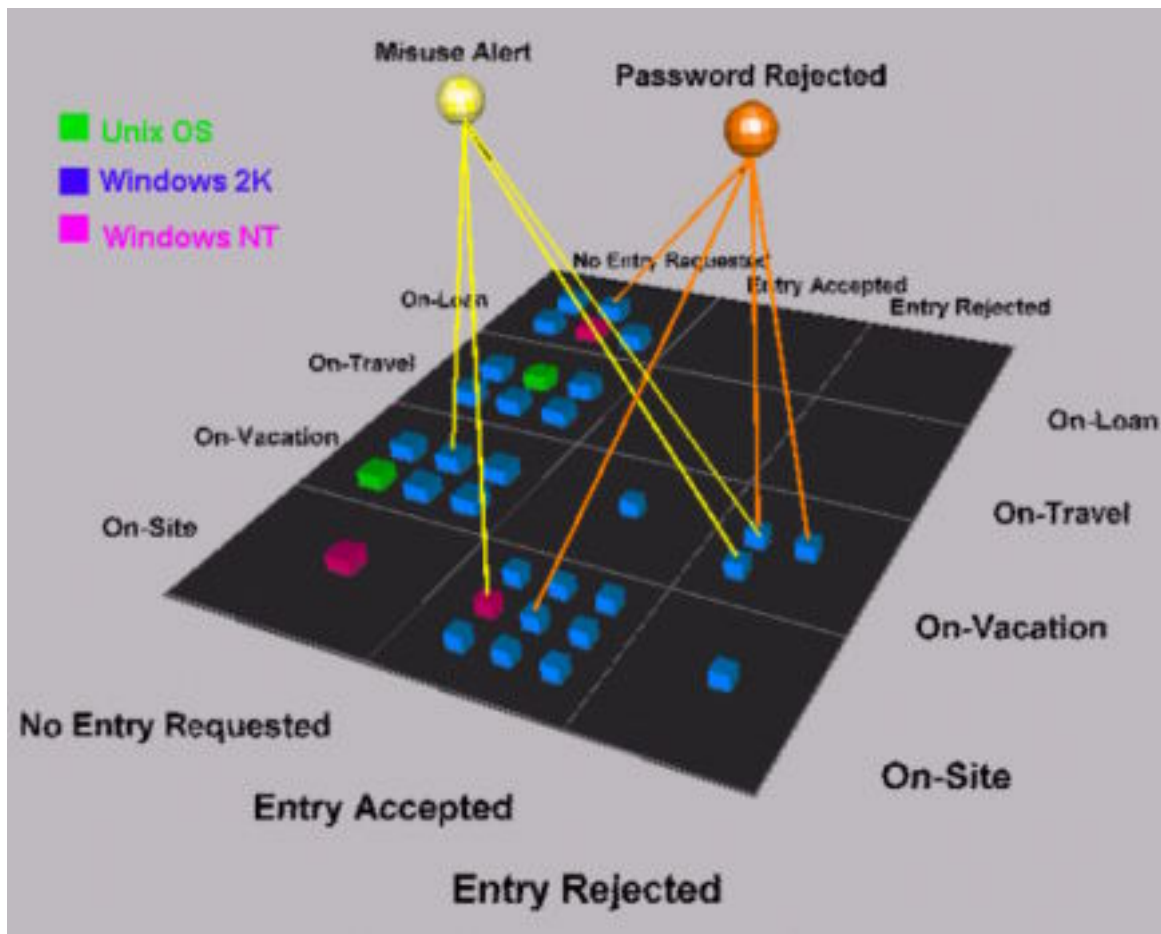 Misuse Alert
Password Rejected
Unix OS
Windows 2K
Windows NT
No Entry Requested
Entry Accepted
Entry Rejected
On-Loan
On-Travel
On-Vacation
On-Site
On-Loan
On-Travel
On-Vacation
On-Site
No Entry Requested
Entry Accepted
Entry Rejected